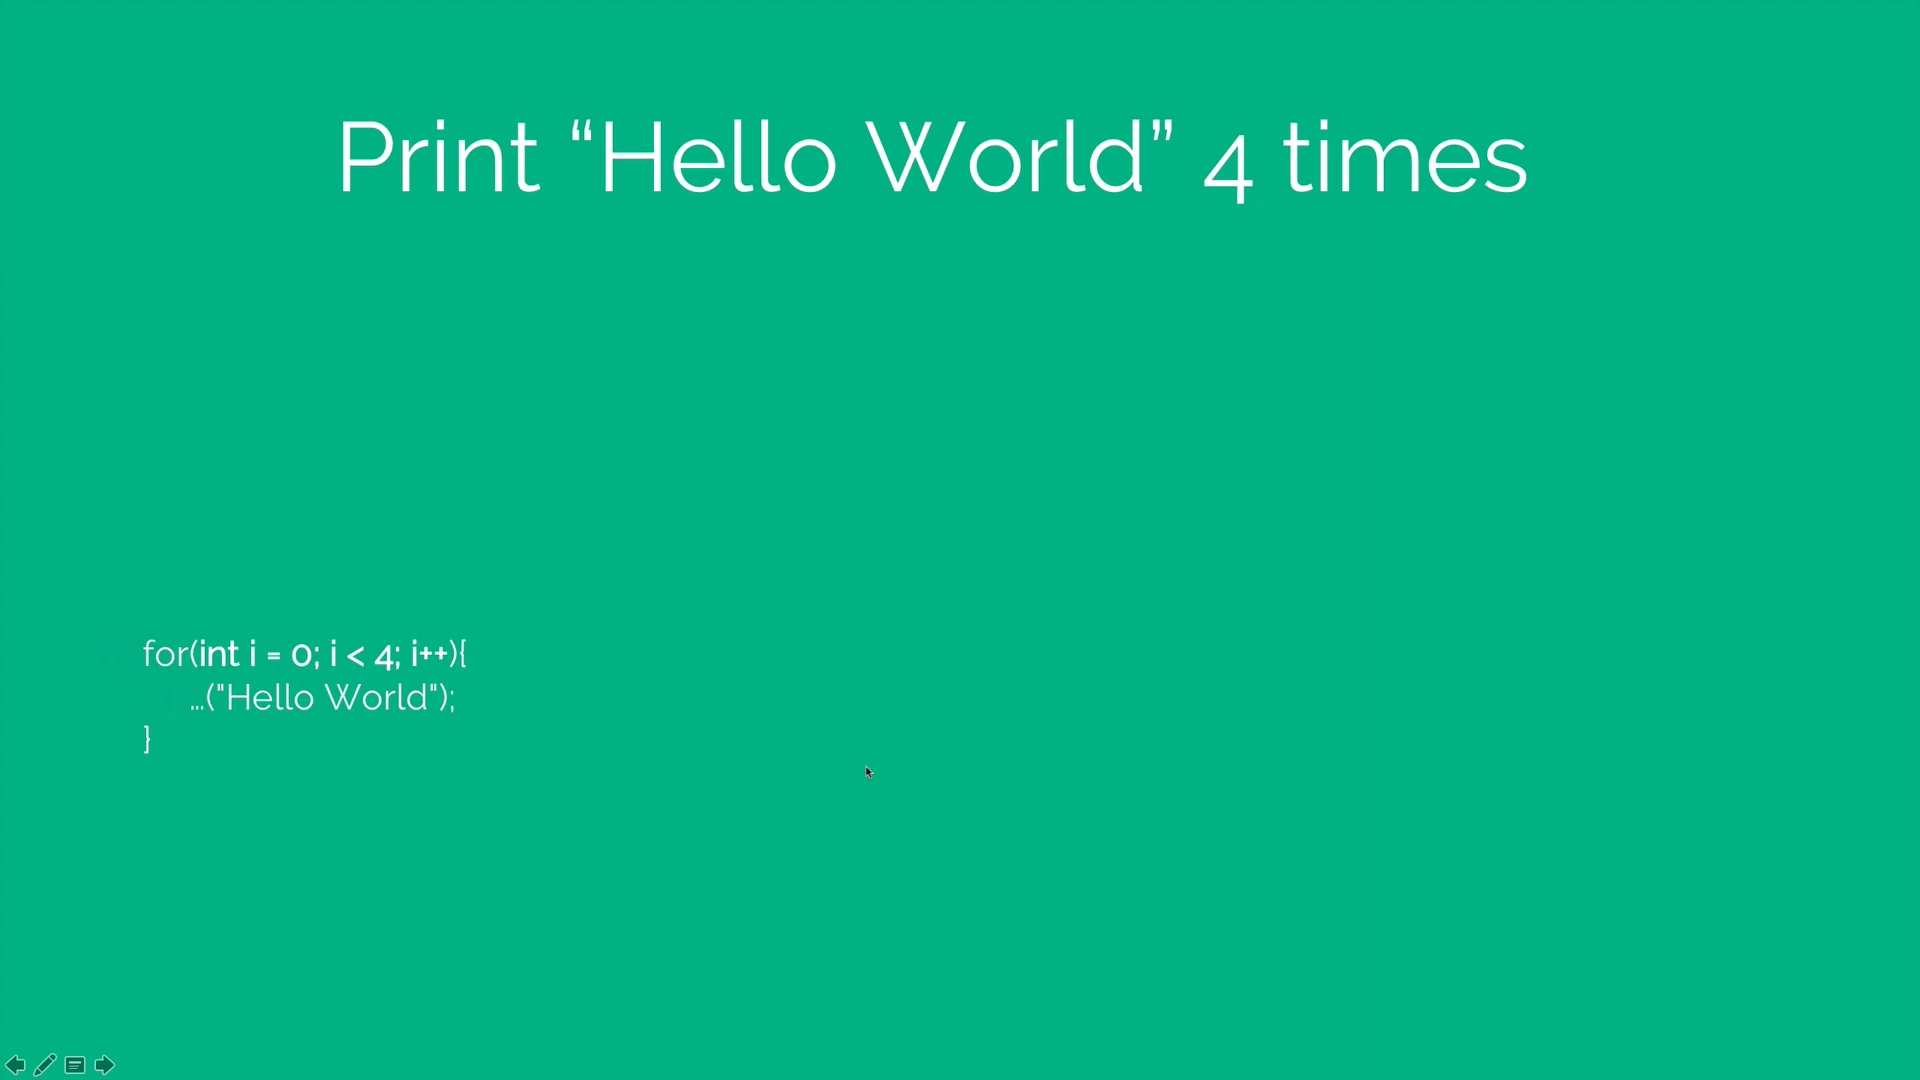 Print “Hello World” 4 times
for(int i = 0; i < 4; i++){
...("Hello World");
}